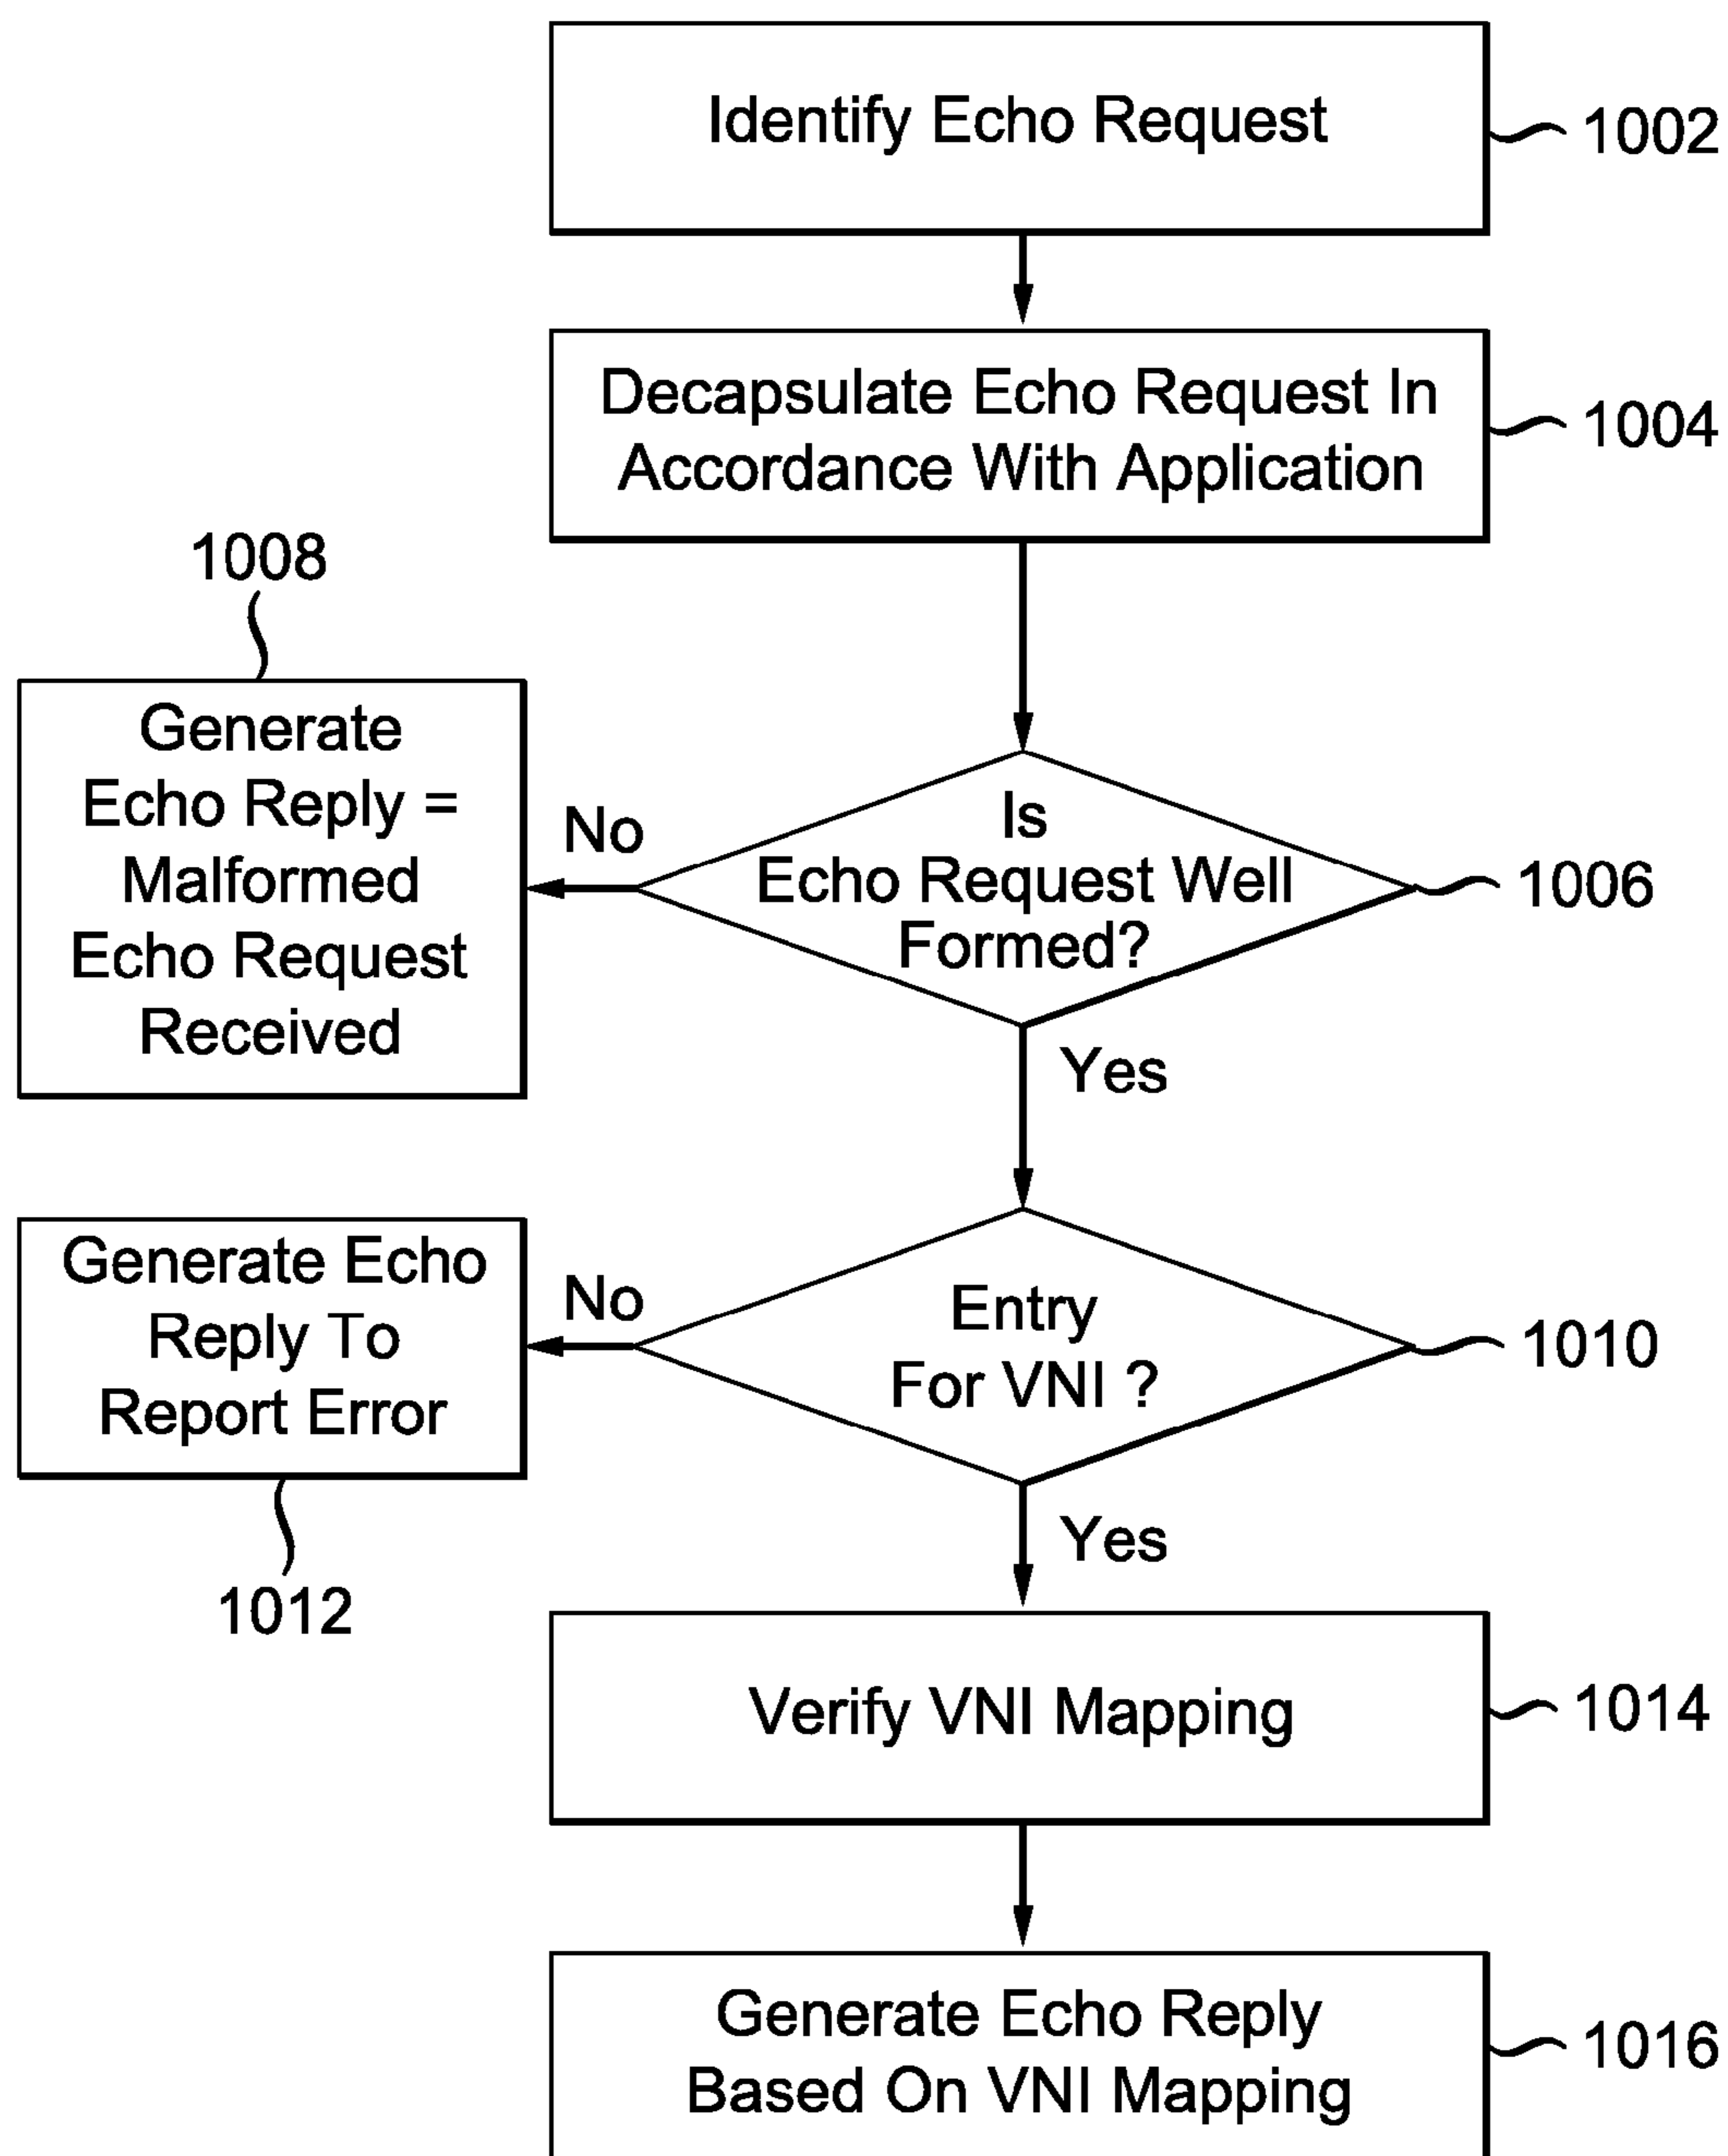 Identify Echo Request
1002
Decapsulate Echo Request In
Accordance With Application
1004
1008
Generate
Echo Reply =
Malformed
Echo Request
Received
No
Is
Echo Request Well
Formed?
1006
Yes
Generate Echo
Reply To
Report Error
No
Entry
For VNI ?
1010
Yes
1012
Verify VNI Mapping
1014
Generate Echo Reply
Based On VNI Mapping
1016